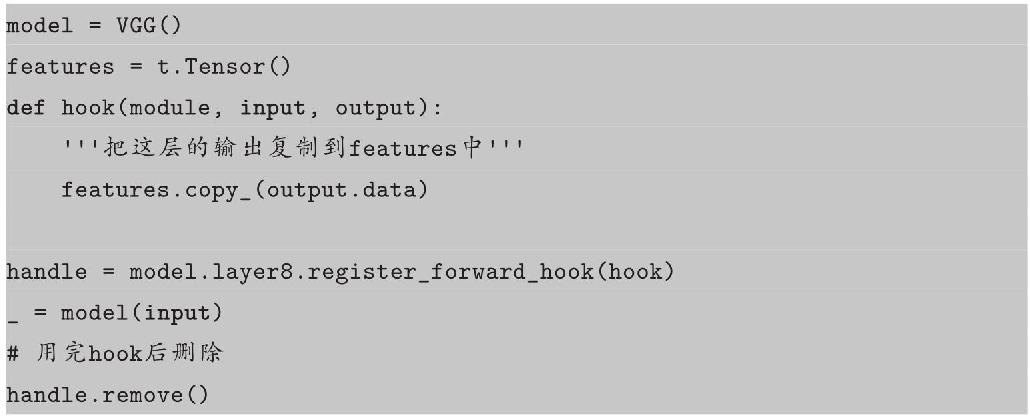 model = VGG()
features = t.Tensor()
def hook(module, input, output):
    '''把这层的输出复制到features中'''
    features.copy_(output.data)

handle = model.layer8.register_forward_hook(hook)
_ = model(input)
# 用完hook后删除
handle.remove()